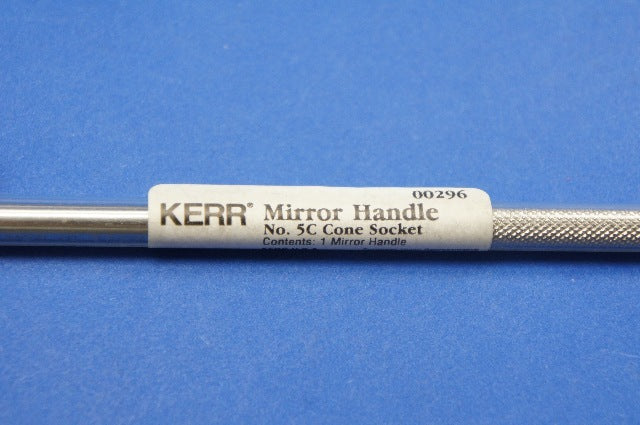 00296
KERR® Mirror Handle
No. 5C Cone Socket
Contents: 1 Mirror Handle